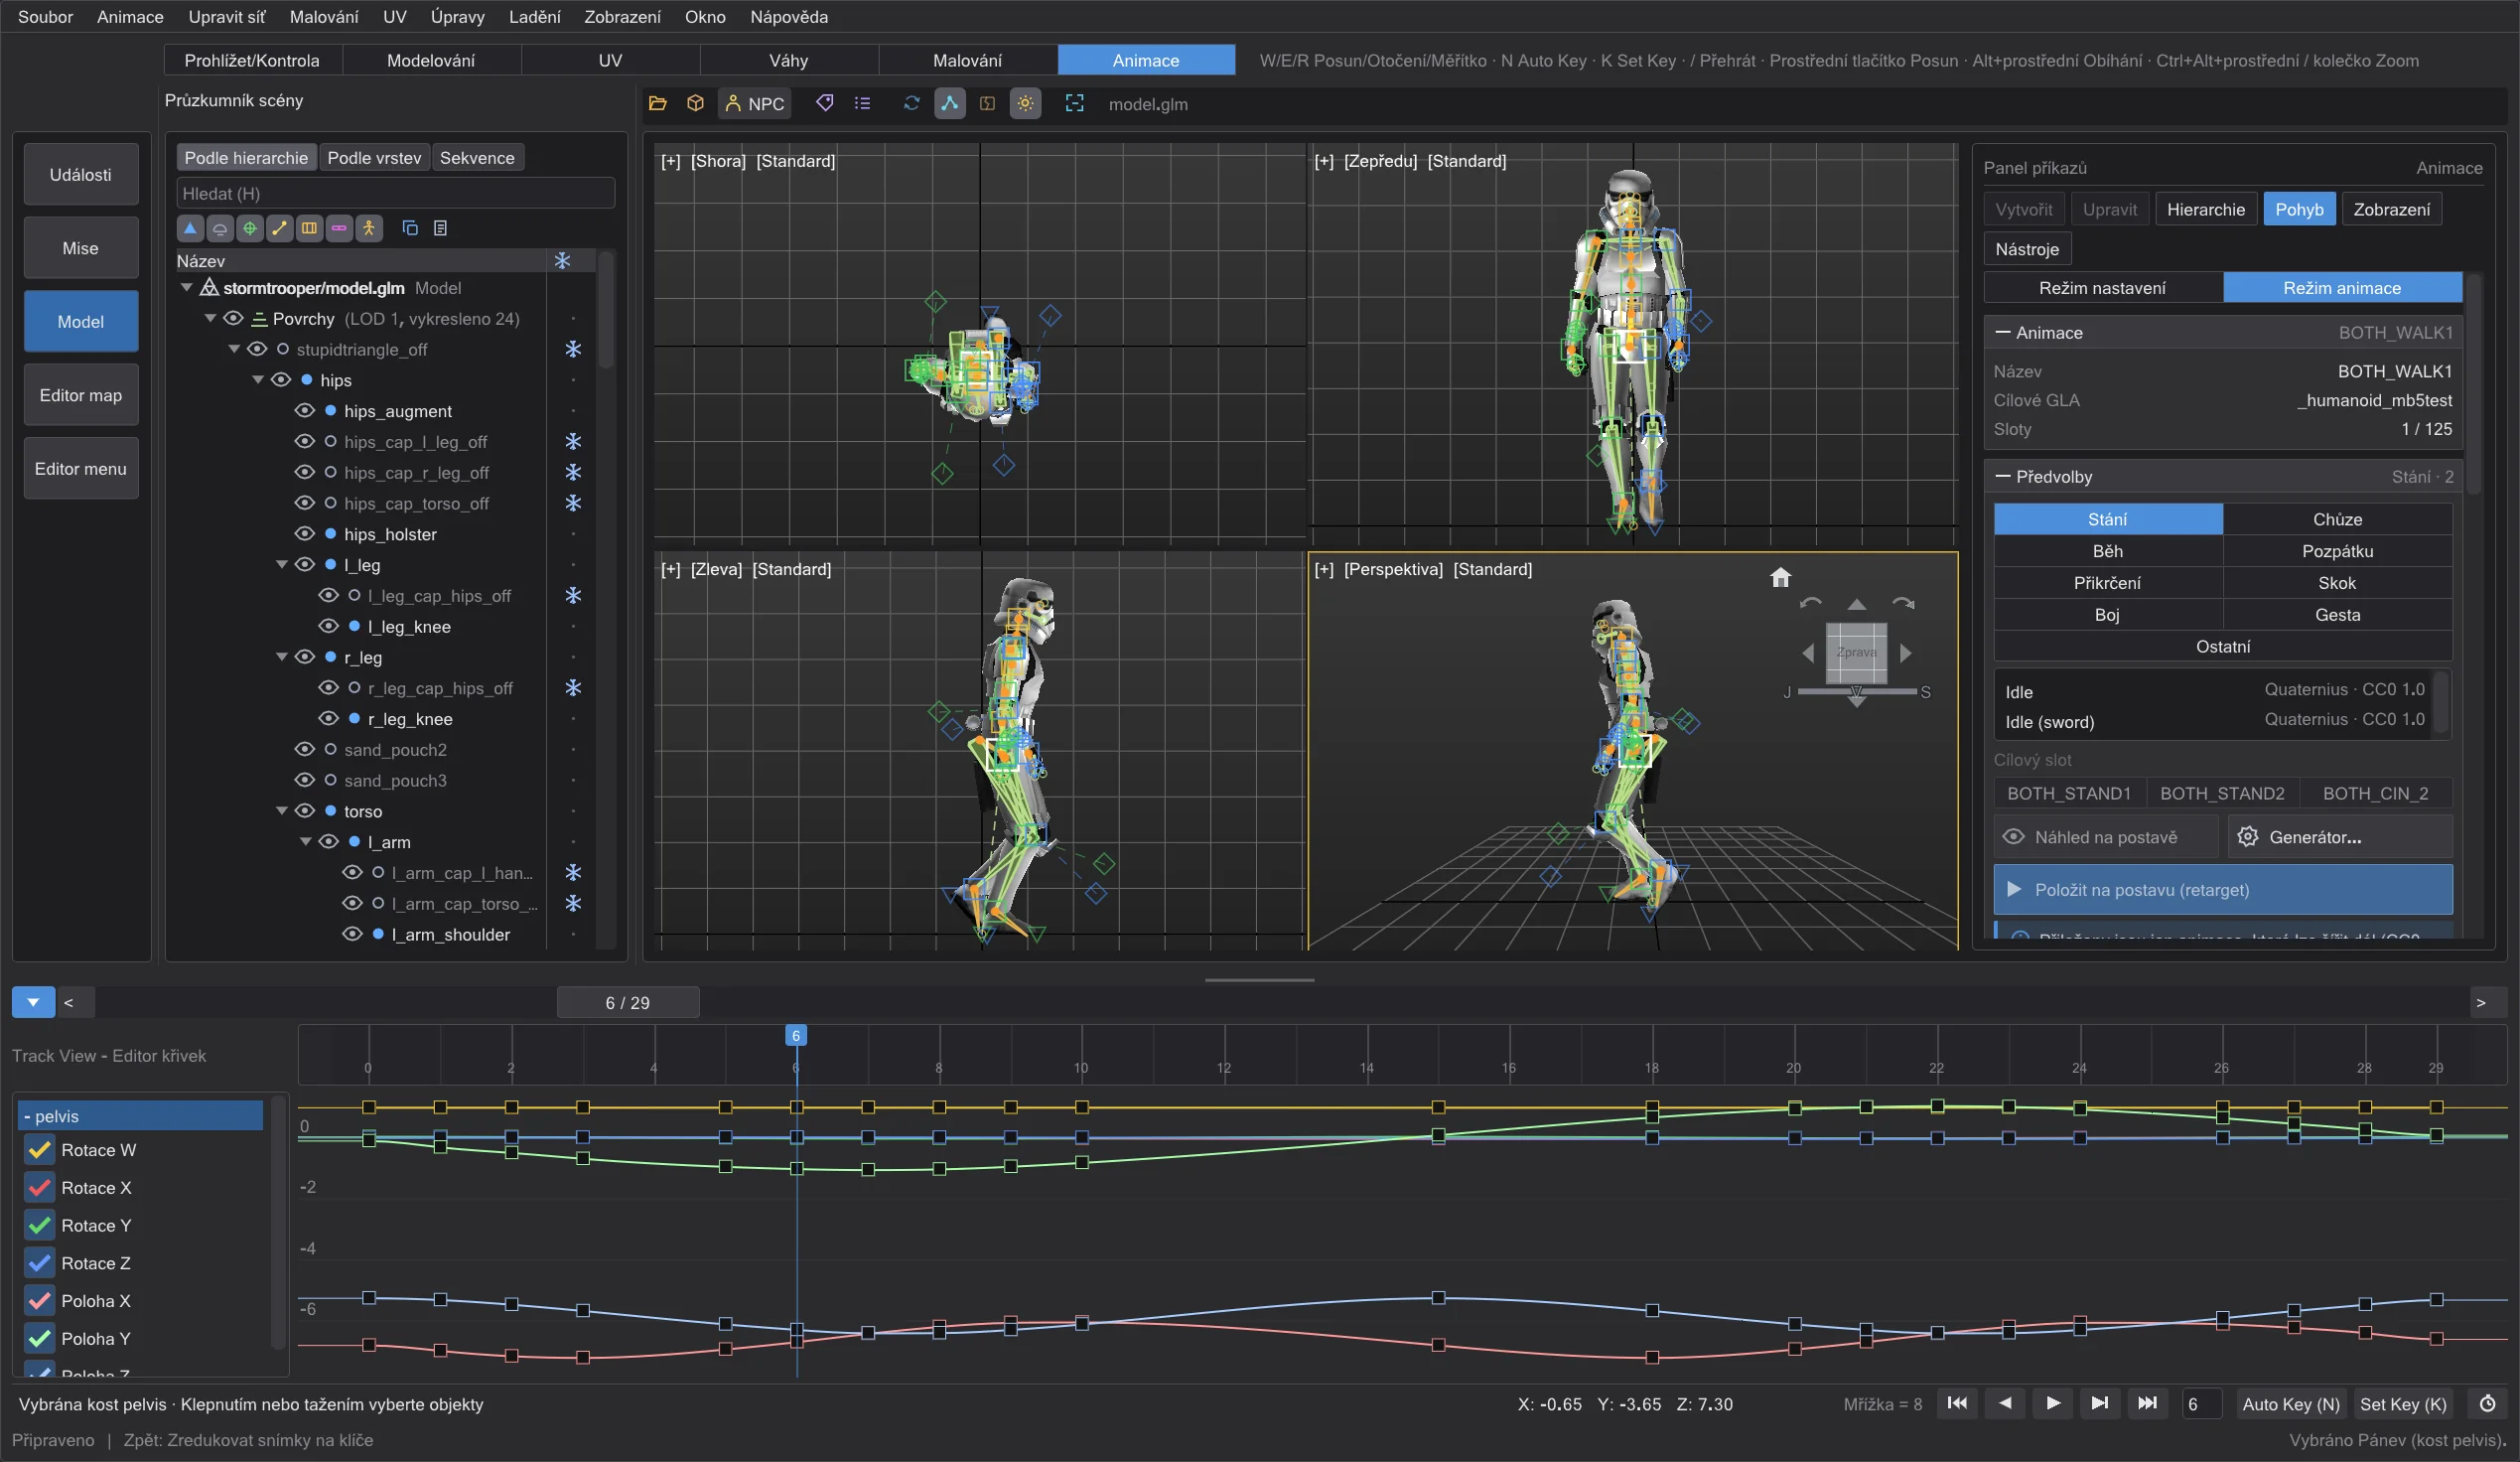 Soubor Animace Upravit síť Malování UV Úpravy Ladění Zobrazení Okno Nápověda
Prohlížet/Kontrola Modelování UV Váhy Malování Animace W/E/R Posun/Otočení/Měřítko · N Auto Key · K Set Key · / Přehrát · Prostřední tlačítko Posun · Alt+prostřední Obíhání · Ctrl+Alt+prostřední / kolečko Zoom
Průzkumník scény
NPC model.glm
Události
Mise
Model
Editor map
Editor menu
Podle hierarchie Podle vrstev Sekvence
Hledat (H)
Název
stormtrooper/model.glm Model
Povrchy (LOD 1, vykresleno 24)
stupidtriangle_off
hips
hips_augment
hips_cap_l_leg_off
hips_cap_r_leg_off
hips_cap_torso_off
hips_holster
l_leg
l_leg_cap_hips_off
l_leg_knee
r_leg
r_leg_cap_hips_off
r_leg_knee
sand_pouch2
sand_pouch3
torso
l_arm
l_arm_cap_l_han...
l_arm_cap_torso_...
l_arm_shoulder
[+] [Shora] [Standard]
[+] [Zepředu] [Standard]
[+] [Zleva] [Standard]
[+] [Perspektiva] [Standard]
Zprava
J S
Panel příkazů Animace
Vytvořit Upravit Hierarchie Pohyb Zobrazení
Nástroje
Režim nastavení Režim animace
Animace BOTH_WALK1
Název BOTH_WALK1
Cílové GLA _humanoid_mb5test
Sloty 1 / 125
Předvolby Stání · 2
Stání Chůze
Běh Pozpátku
Přikrčení Skok
Boj Gesta
Ostatní
Idle Quaternius · CC0 1.0
Idle (sword) Quaternius · CC0 1.0
Cílový slot
BOTH_STAND1 BOTH_STAND2 BOTH_CIN_2
Náhled na postavě Generátor...
Položit na postavu (retarget)
Přiloženy jsou jen animace, které lze šířit dál (CC0
< 6 / 29 >
Track View - Editor křivek
6
0 2 4 6 8 10 12 14 16 18 20 22 24 26 28 29
- pelvis
Rotace W
Rotace X
Rotace Y
Rotace Z
Poloha X
Poloha Y
Poloha Z
0
-2
-4
-6
Vybrána kost pelvis · Klepnutím nebo tažením vyberte objekty X: -0.65 Y: -3.65 Z: 7.30 Mřížka = 8 6 Auto Key (N) Set Key (K)
Připraveno | Zpět: Zredukovat snímky na klíče Vybráno Pánev (kost pelvis).